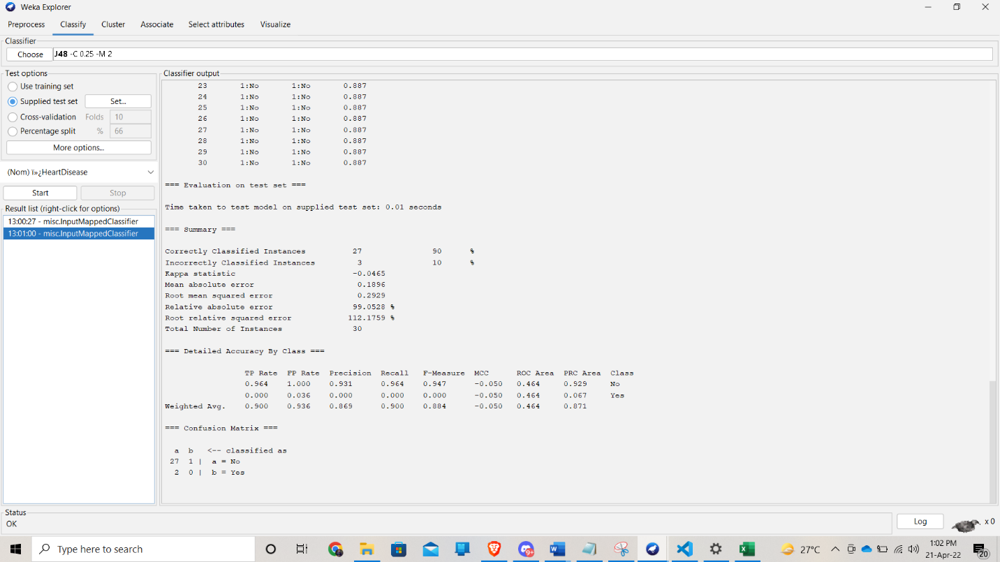 Weka Explorer
Preprocess Classify Cluster Associate Select attributes Visualize
Classifier
Choose J48 -C 0.25 -M 2
Test options
Use training set
Supplied test set Set...
Cross-validation Folds 10
Percentage split % 66
More options...
(Nom) ï»¿HeartDisease
Start Stop
Result list (right-click for options)
13:00:27 - misc.InputMappedClassifier
13:01:00 - misc.InputMappedClassifier
Classifier output
23 1:No 1:No 0.887
24 1:No 1:No 0.887
25 1:No 1:No 0.887
26 1:No 1:No 0.887
27 1:No 1:No 0.887
28 1:No 1:No 0.887
29 1:No 1:No 0.887
30 1:No 1:No 0.887
=== Evaluation on test set ===
Time taken to test model on supplied test set: 0.01 seconds
=== Summary ===
Correctly Classified Instances 27 90 %
Incorrectly Classified Instances 3 10 %
Kappa statistic -0.0465
Mean absolute error 0.1896
Root mean squared error 0.2929
Relative absolute error 99.0528 %
Root relative squared error 112.1759 %
Total Number of Instances 30
=== Detailed Accuracy By Class ===
TP Rate FP Rate Precision Recall F-Measure MCC ROC Area PRC Area Class
0.964 1.000 0.931 0.964 0.947 -0.050 0.464 0.929 No
0.000 0.036 0.000 0.000 0.000 -0.050 0.464 0.067 Yes
Weighted Avg. 0.900 0.936 0.869 0.900 0.884 -0.050 0.464 0.871
=== Confusion Matrix ===
a b <-- classified as
27 1 | a = No
2 0 | b = Yes
Status
OK
Log x 0
Type here to search
9+
27°C
1:02 PM
21-Apr-22
20